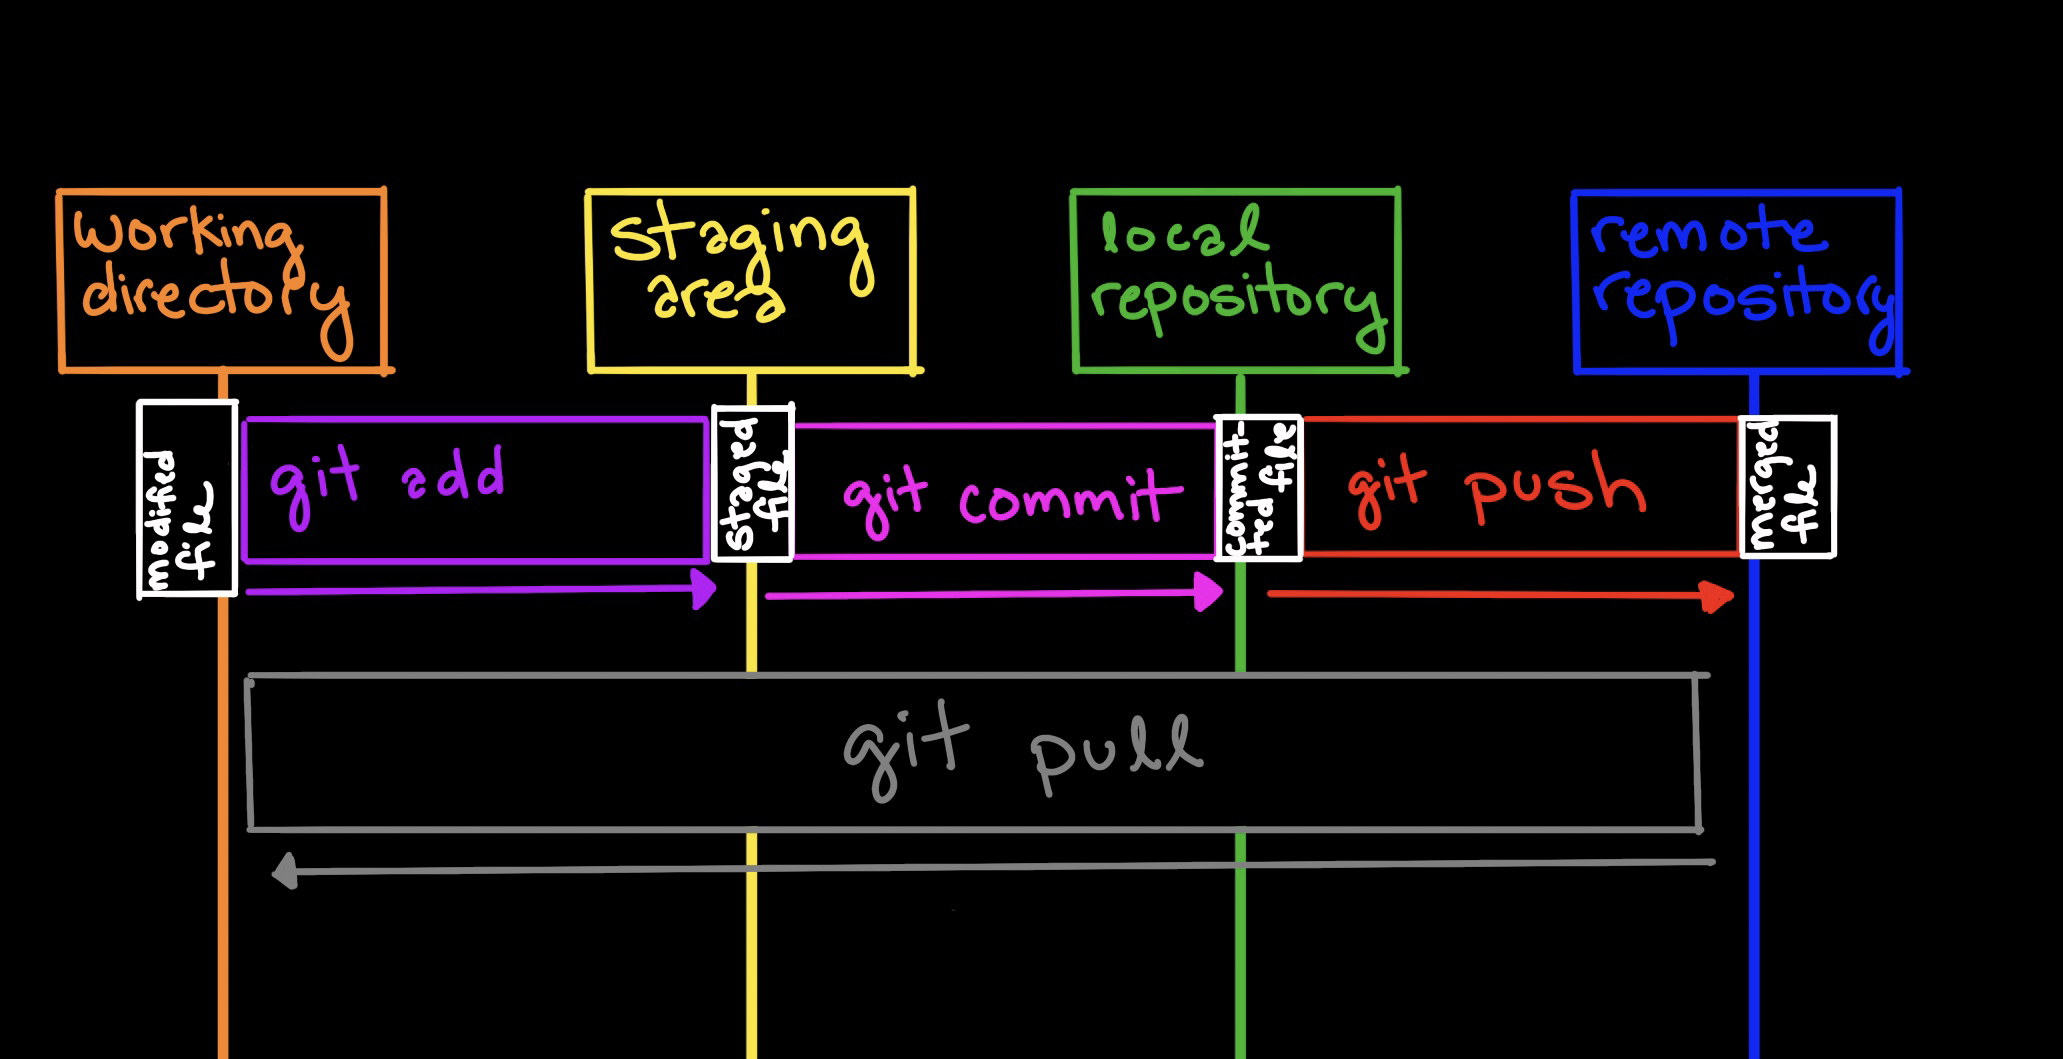 working
directory
staging
area
local
repository
remote
repository
modified
file
git add
staged
file
git commit
commit-
ted file
git push
merged
file
git pull